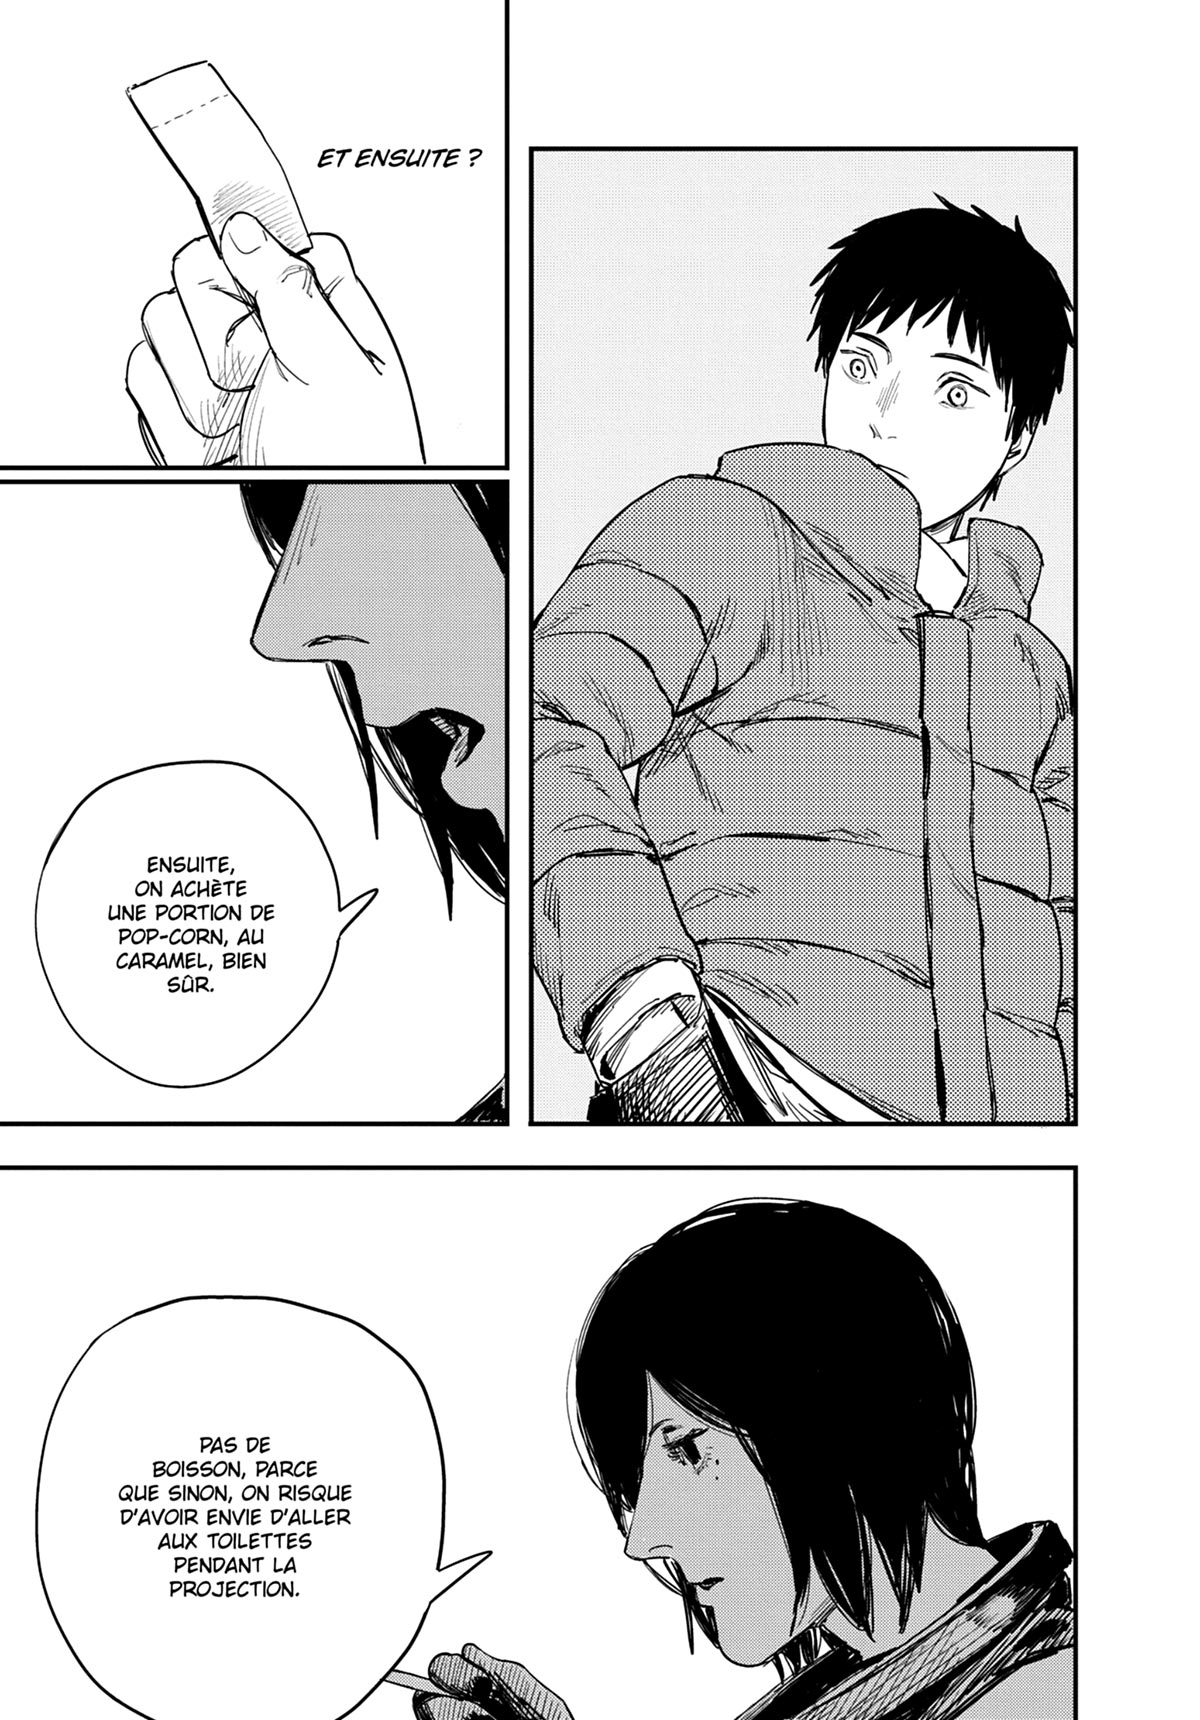 ET ENSUITE ?
ENSUITE,
ON ACHÈTE
UNE PORTION DE
POP-CORN, AU
CARAMEL, BIEN
SÛR.
PAS DE
BOISSON, PARCE
QUE SINON, ON RISQUE
D'AVOIR ENVIE D'ALLER
AUX TOILETTES
PENDANT LA
PROJECTION.